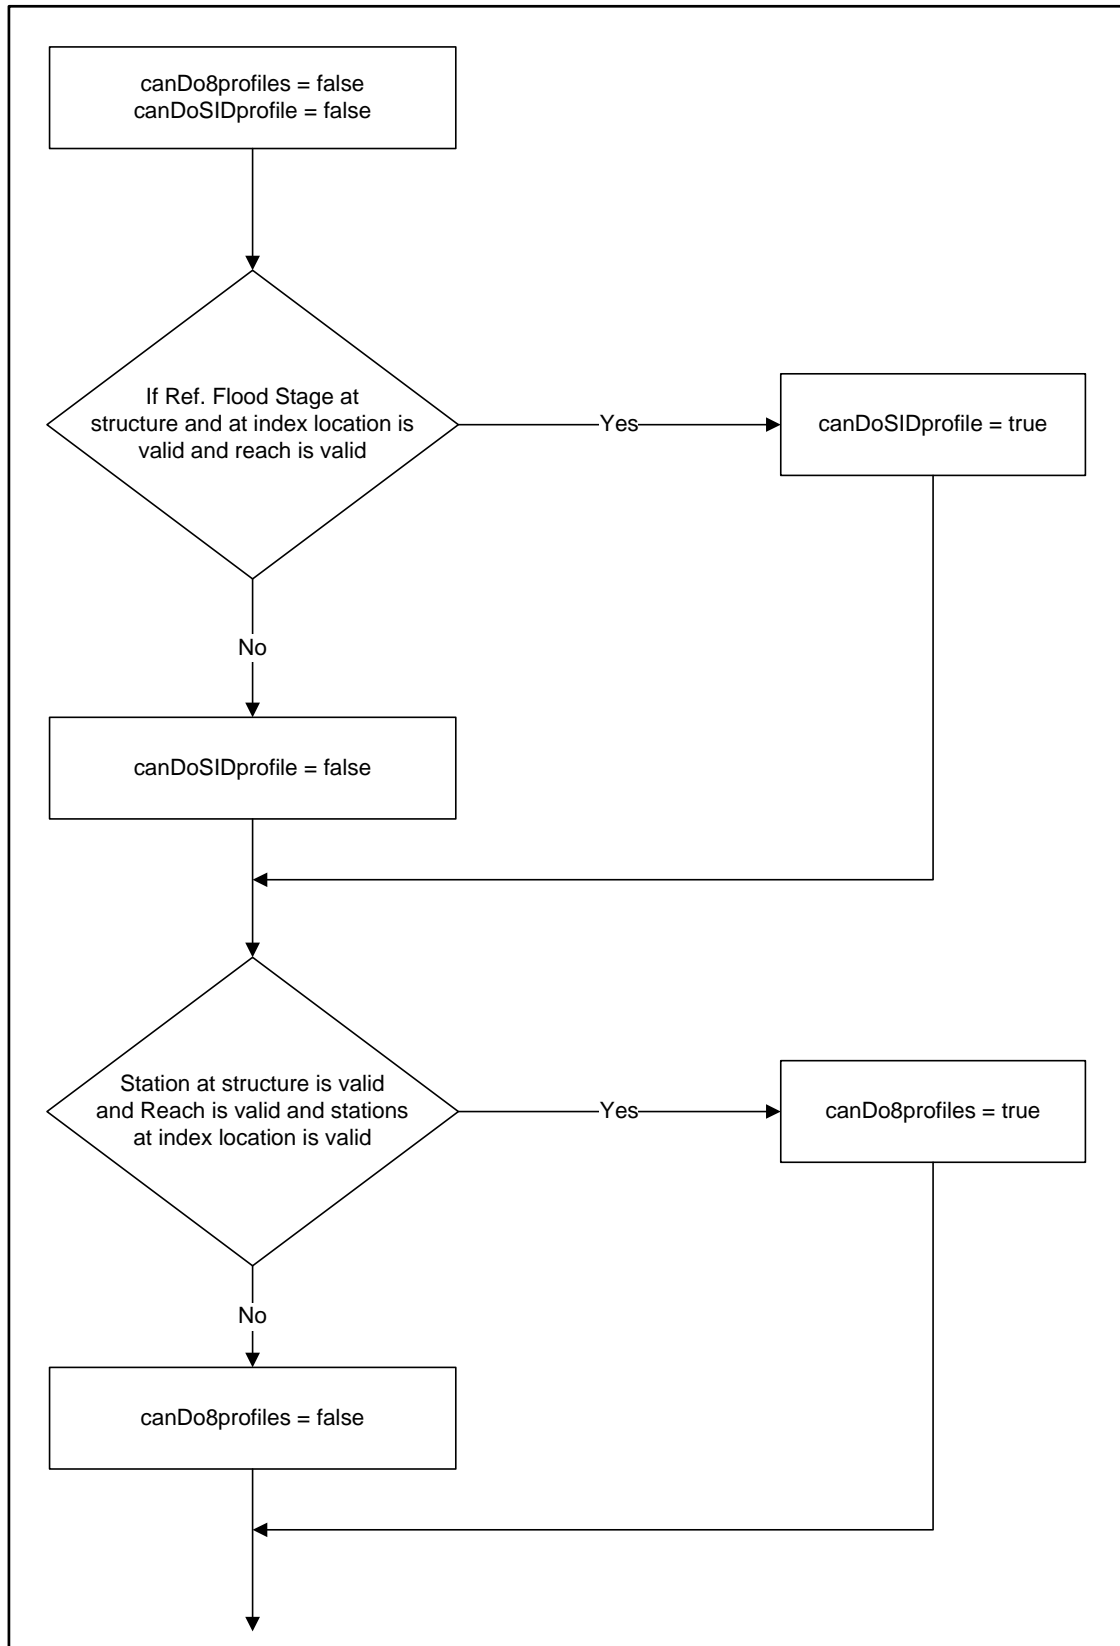 canDo8profiles = false
canDoSIDprofile = false
If Ref. Flood Stage at
structure and at index location is
valid and reach is valid
Yes
canDoSIDprofile = true
No
canDoSIDprofile = false
Station at structure is valid
and Reach is valid and stations
at index location is valid
Yes
canDo8profiles = true
No
canDo8profiles = false